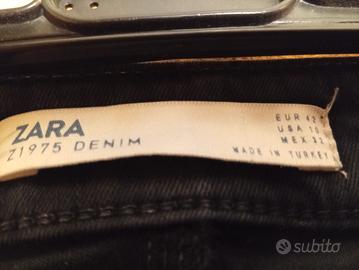 ZARA
Z1975 DENIM
EUR 42
USA 10
MEX 32
MADE IN TURKEY
subito